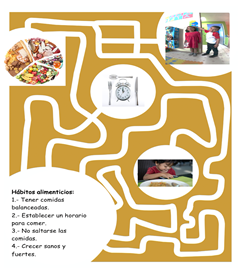 Hábitos alimenticios:
1.- Tener comidas
balanceadas.
2.- Establecer un horario
para comer.
3.- No saltarse las
comidas.
4.- Crecer sanos y
fuertes.